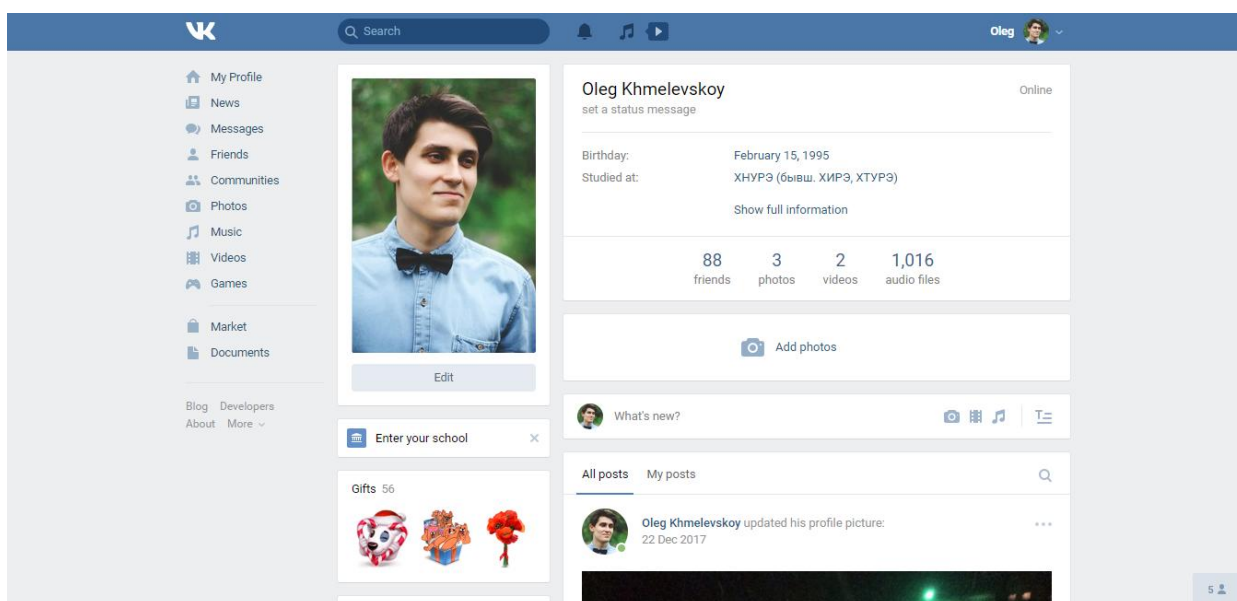 VK
Search
Oleg
My Profile
News
Messages
Friends
Communities
Photos
Music
Videos
Games
Market
Documents
Blog Developers
About More
Edit
Enter your school
Gifts 56
Oleg Khmelevskoy
Online
set a status message
Birthday: February 15, 1995
Studied at: ХНУРЭ (бывш. ХИРЭ, ХТУРЭ)
Show full information
88 3 2 1,016
friends photos videos audio files
Add photos
What's new?
All posts My posts
Oleg Khmelevskoy updated his profile picture:
22 Dec 2017
5